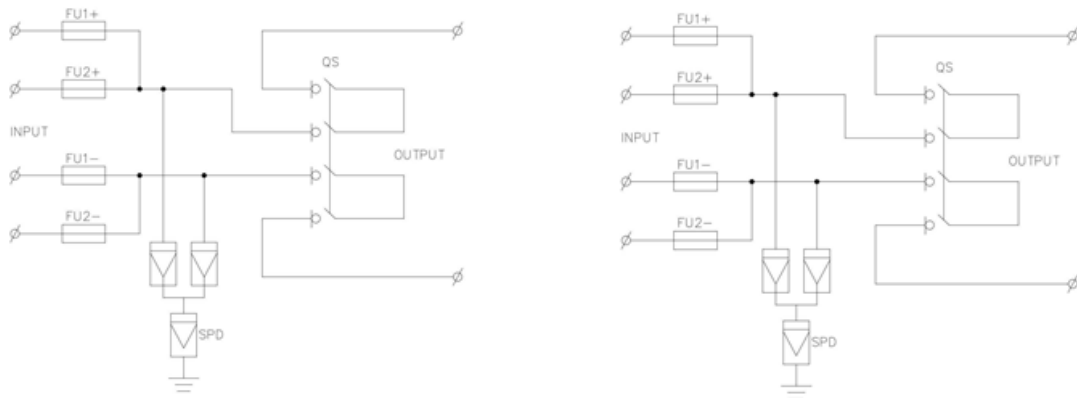 FU1+
QS
FU2+
INPUT
FU1-
OUTPUT
FU2-
SPD
FU1+
QS
FU2+
INPUT
OUTPUT
FU1-
FU2-
SPD